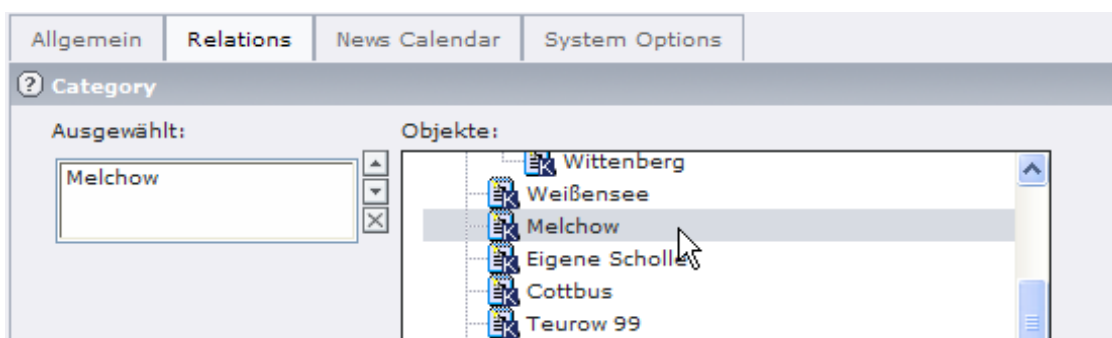 Allgemein Relations News Calendar System Options
? Category
Ausgewählt: Objekte:
Melchow
Wittenberg
Weißensee
Melchow
Eigene Scholle
Cottbus
Teurow 99